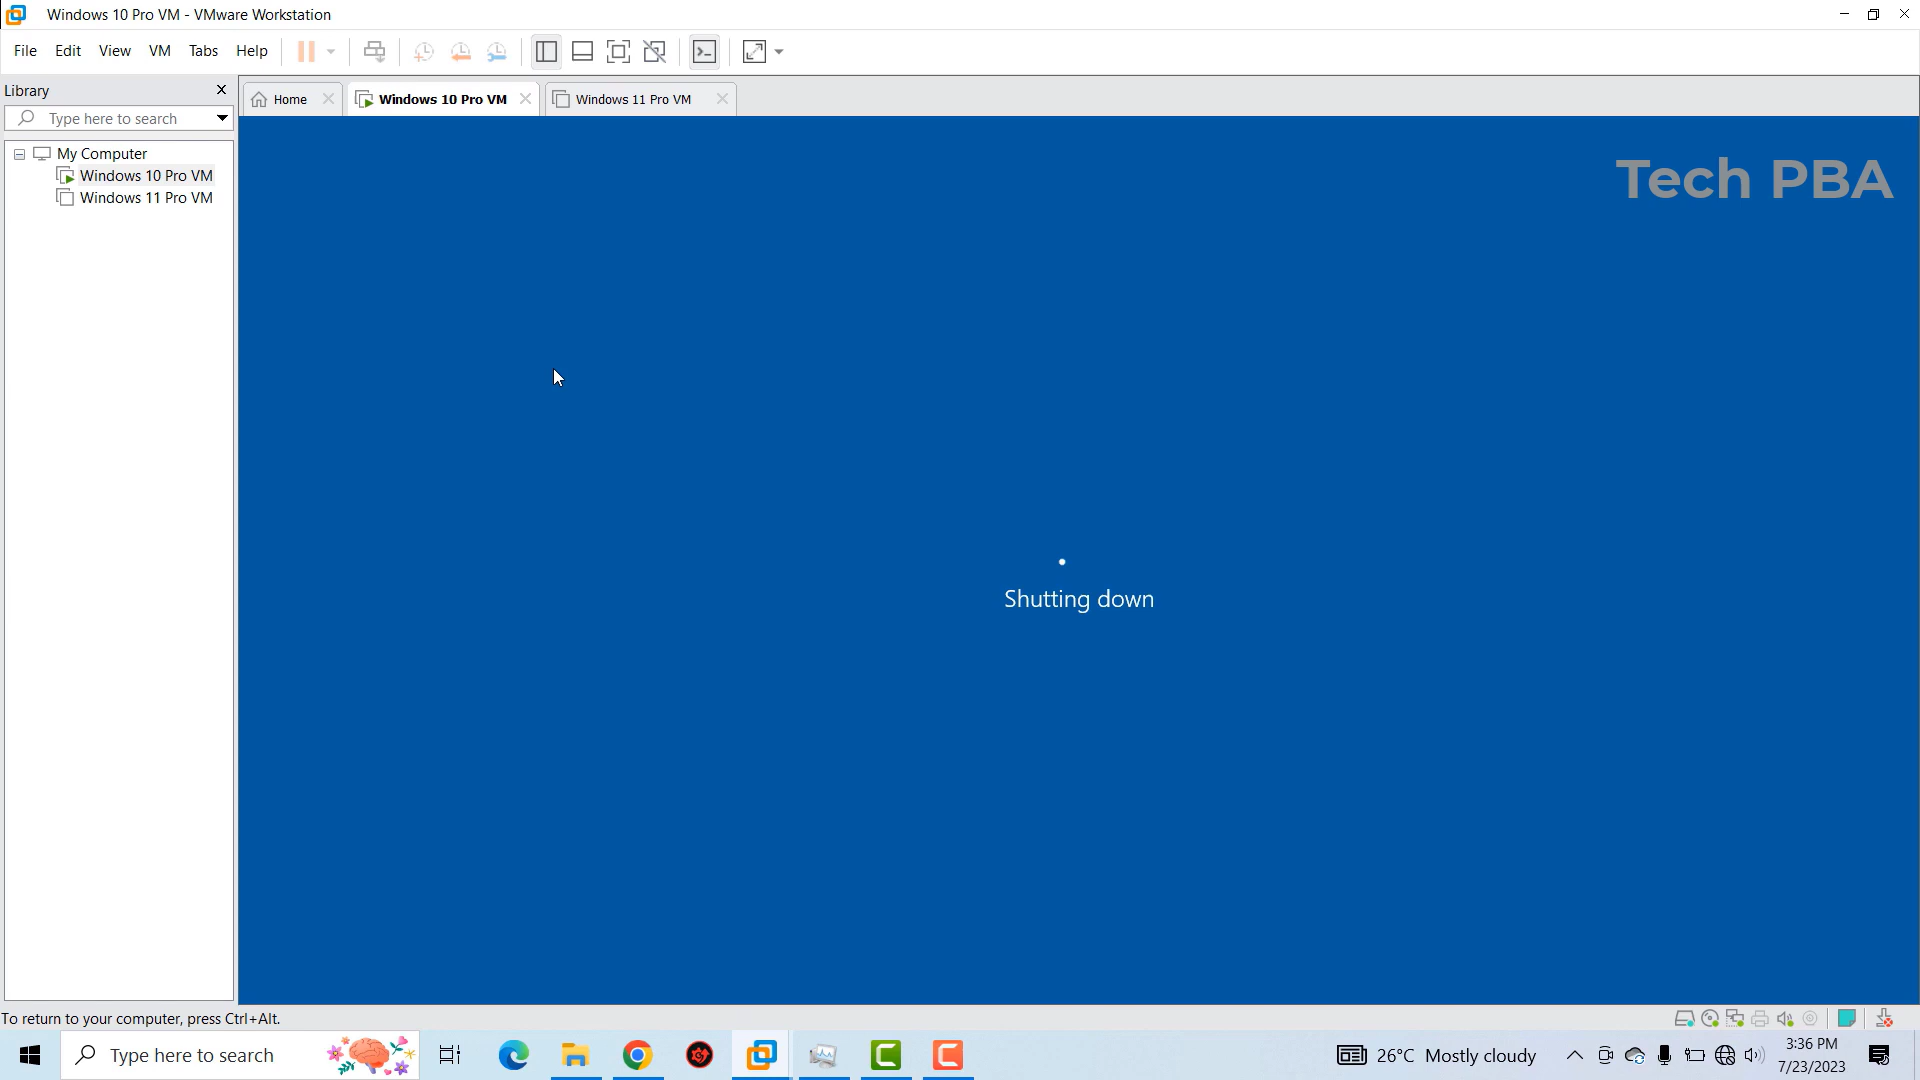 Windows 10 Pro VM - VMware Workstation
File Edit View VM Tabs Help
Library
Home
Windows 10 Pro VM
Windows 11 Pro VM
Type here to search
My Computer
Windows 10 Pro VM
Windows 11 Pro VM
Tech PBA
Shutting down
To return to your computer, press Ctrl+Alt.
Type here to search
26°C Mostly cloudy
3:36 PM
7/23/2023